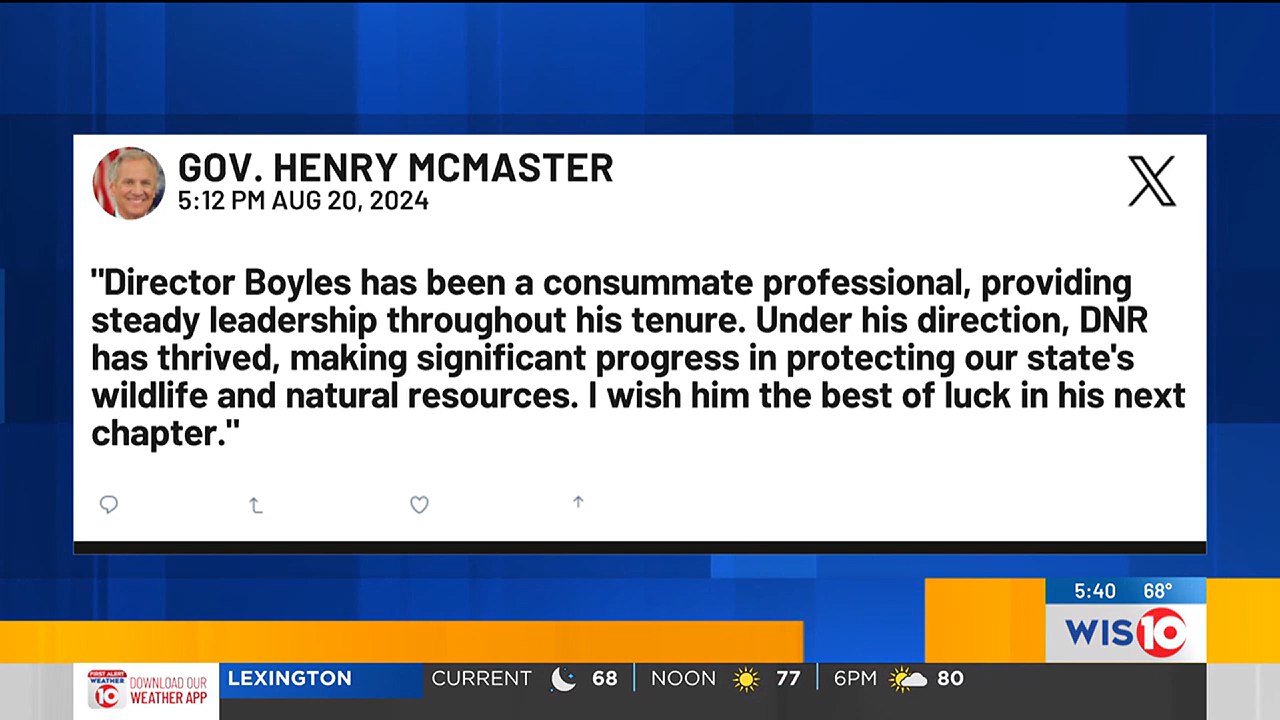 GOV. HENRY MCMASTER
5:12 PM AUG 20, 2024
"Director Boyles has been a consummate professional, providing
steady leadership throughout his tenure. Under his direction, DNR
has thrived, making significant progress in protecting our state's
wildlife and natural resources. I wish him the best of luck in his next
chapter."
5:40 68°
WIS10
FIRST ALERT
WEATHER
10
DOWNLOAD OUR
WEATHER APP
LEXINGTON
CURRENT 68 NOON 77 6PM 80